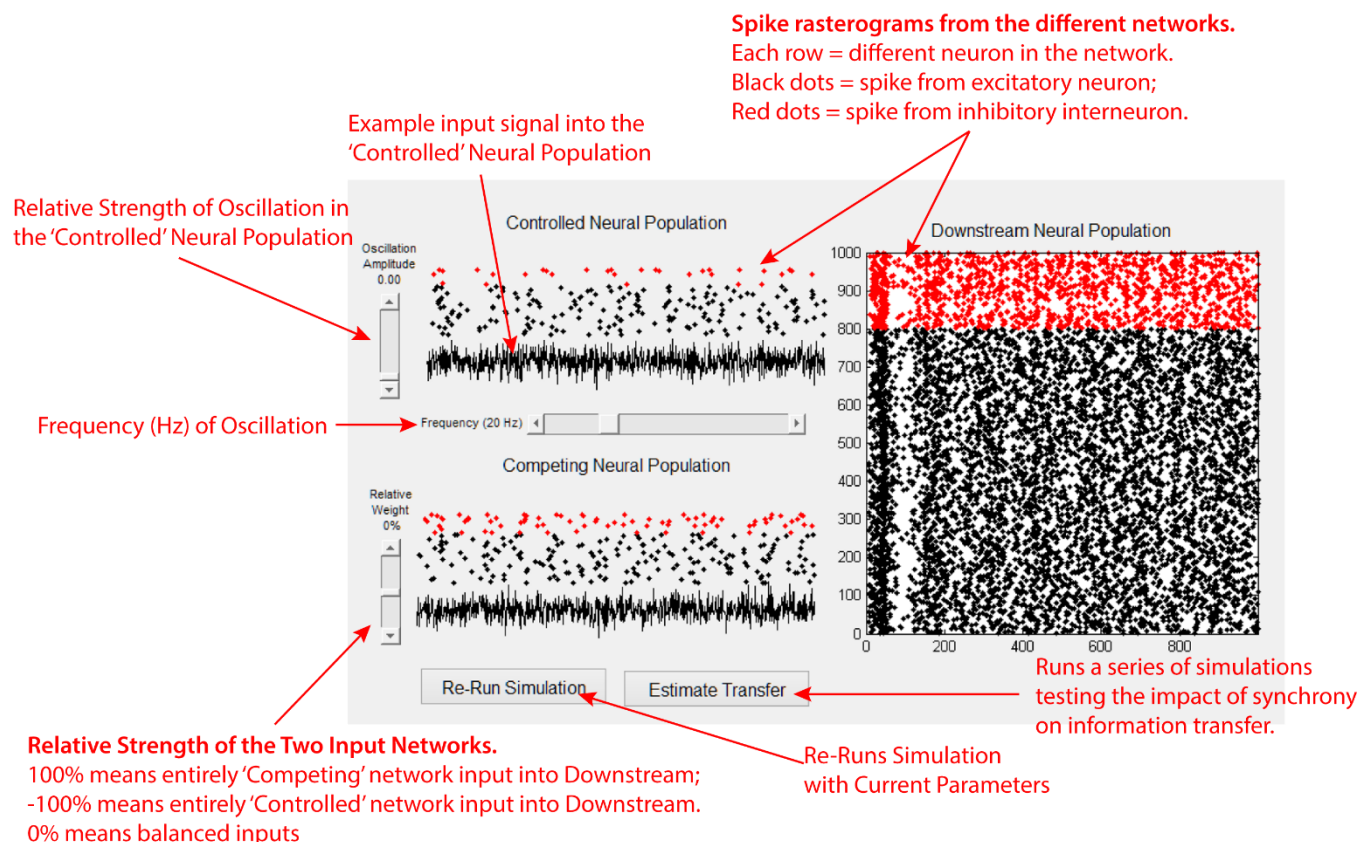 Spike rasterograms from the different networks.
Each row = different neuron in the network.
Black dots = spike from excitatory neuron;
Red dots = spike from inhibitory interneuron.
Example input signal into the
‘Controlled’ Neural Population
Relative Strength of Oscillation in
the ‘Controlled’ Neural Population
Controlled Neural Population
Oscillation
Amplitude
0.00
Frequency (Hz) of Oscillation
Frequency (20 Hz)
Competing Neural Population
Relative
Weight
0%
Downstream Neural Population
1000
900
800
700
600
500
400
300
200
100
0
0 200 400 600 800
Re-Run Simulation
Estimate Transfer
Runs a series of simulations
testing the impact of synchrony
on information transfer.
Re-Runs Simulation
with Current Parameters
Relative Strength of the Two Input Networks.
100% means entirely ‘Competing’ network input into Downstream;
-100% means entirely ‘Controlled’ network input into Downstream.
0% means balanced inputs